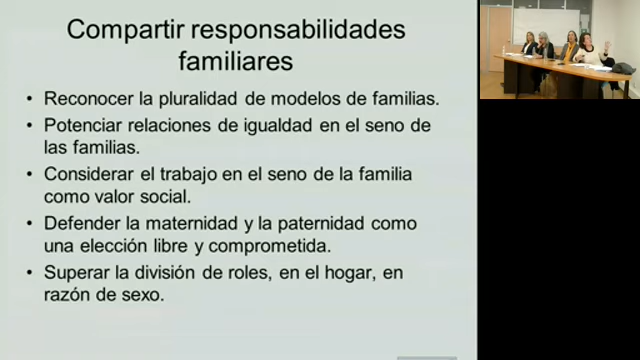 Compartir responsabilidades
familiares
• Reconocer la pluralidad de modelos de familias.
• Potenciar relaciones de igualdad en el seno de
las familias.
• Considerar el trabajo en el seno de la familia
como valor social.
• Defender la maternidad y la paternidad como
una elección libre y comprometida.
• Superar la división de roles, en el hogar, en
razón de sexo.